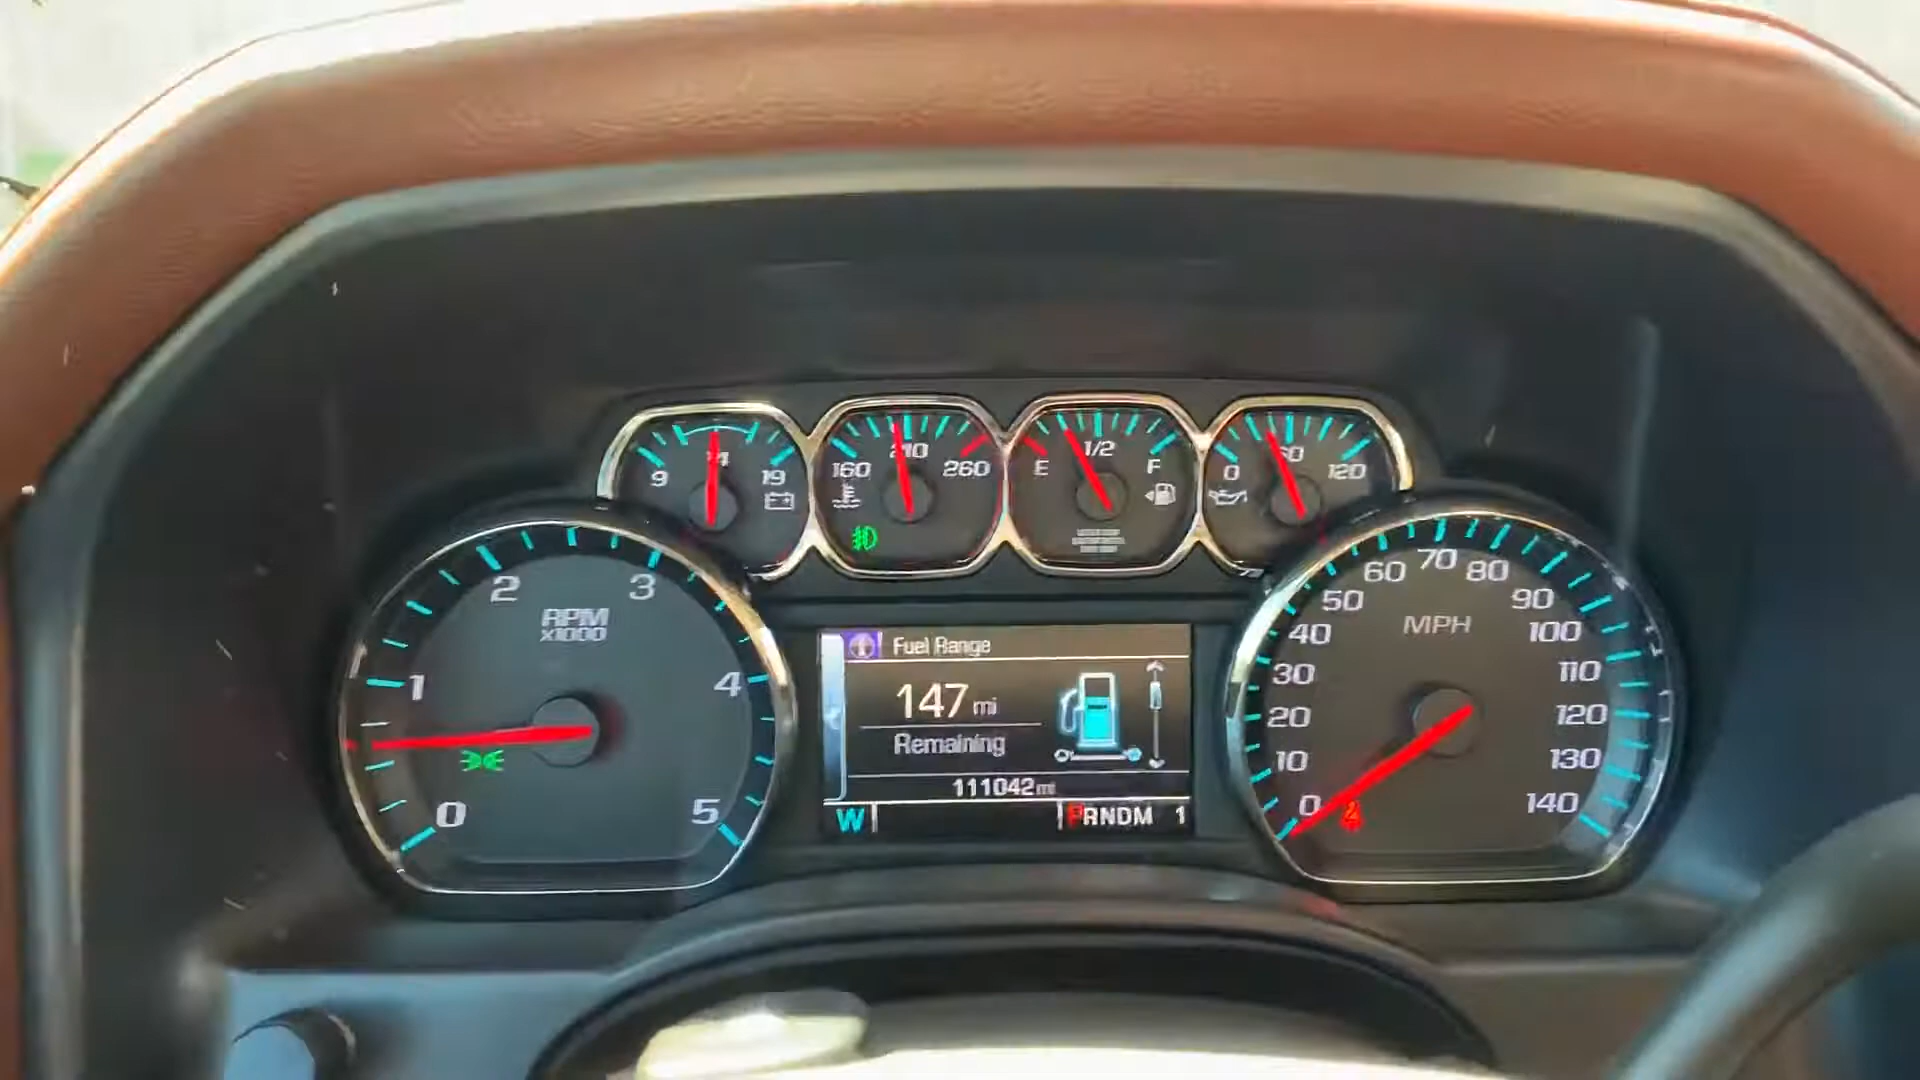 9 14 19
160 210 260
E 1/2 F
0 60 120
0 1 2 3 4 5
RPM
x1000
Fuel Range
147 mi
Remaining
111042 mi
W
PRNDM 1
MPH
0 10 20 30 40 50 60 70 80 90 100 110 120 130 140